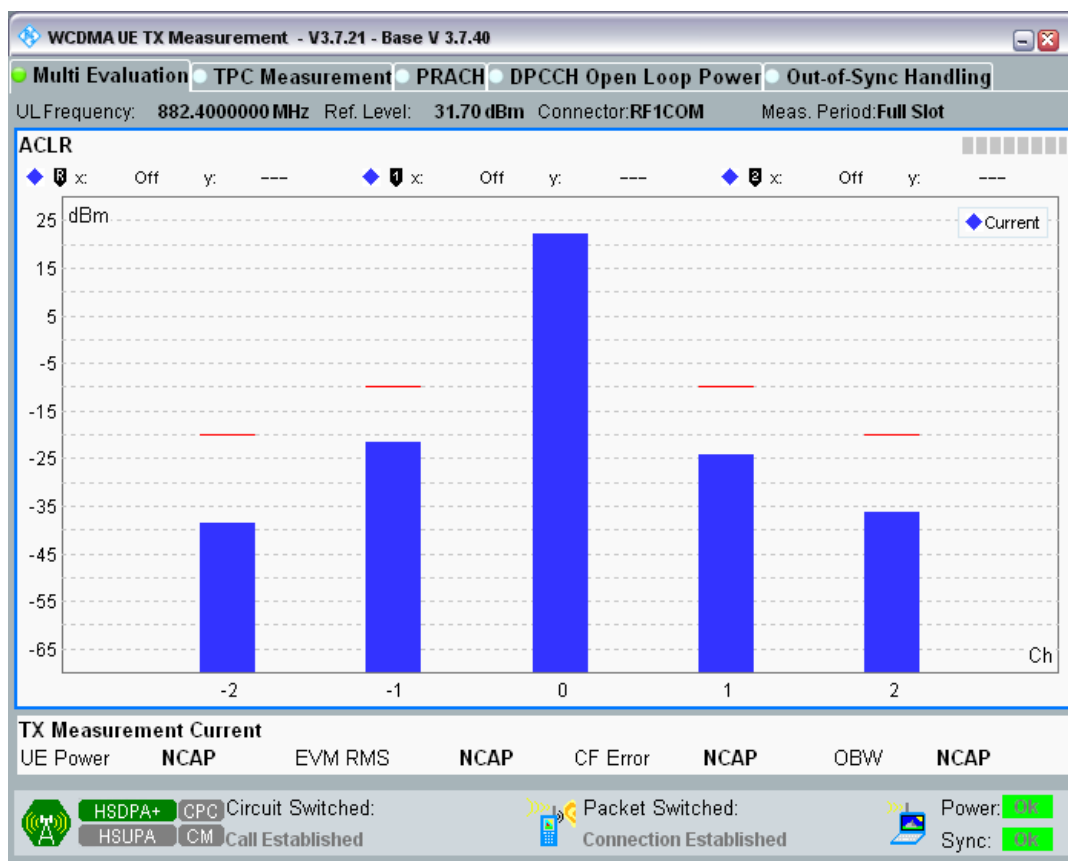 WCDMA UE TX Measurement - V3.7.21 - Base V 3.7.40
Multi Evaluation TPC Measurement PRACH DPCCH Open Loop Power Out-of-Sync Handling
UL Frequency: 882.4000000 MHz Ref. Level: 31.70 dBm Connector:RF1COM Meas. Period:Full Slot
ACLR
R x: Off y: --- 1 x: Off y: --- 2 x: Off y: ---
dBm
Current
25
15
5
-5
-15
-25
-35
-45
-55
-65
Ch
-2 -1 0 1 2
TX Measurement Current
UE Power NCAP EVM RMS NCAP CF Error NCAP OBW NCAP
HSDPA+ CPC Circuit Switched: Packet Switched: Power: Ok
HSUPA CM Call Established Connection Established Sync: Ok